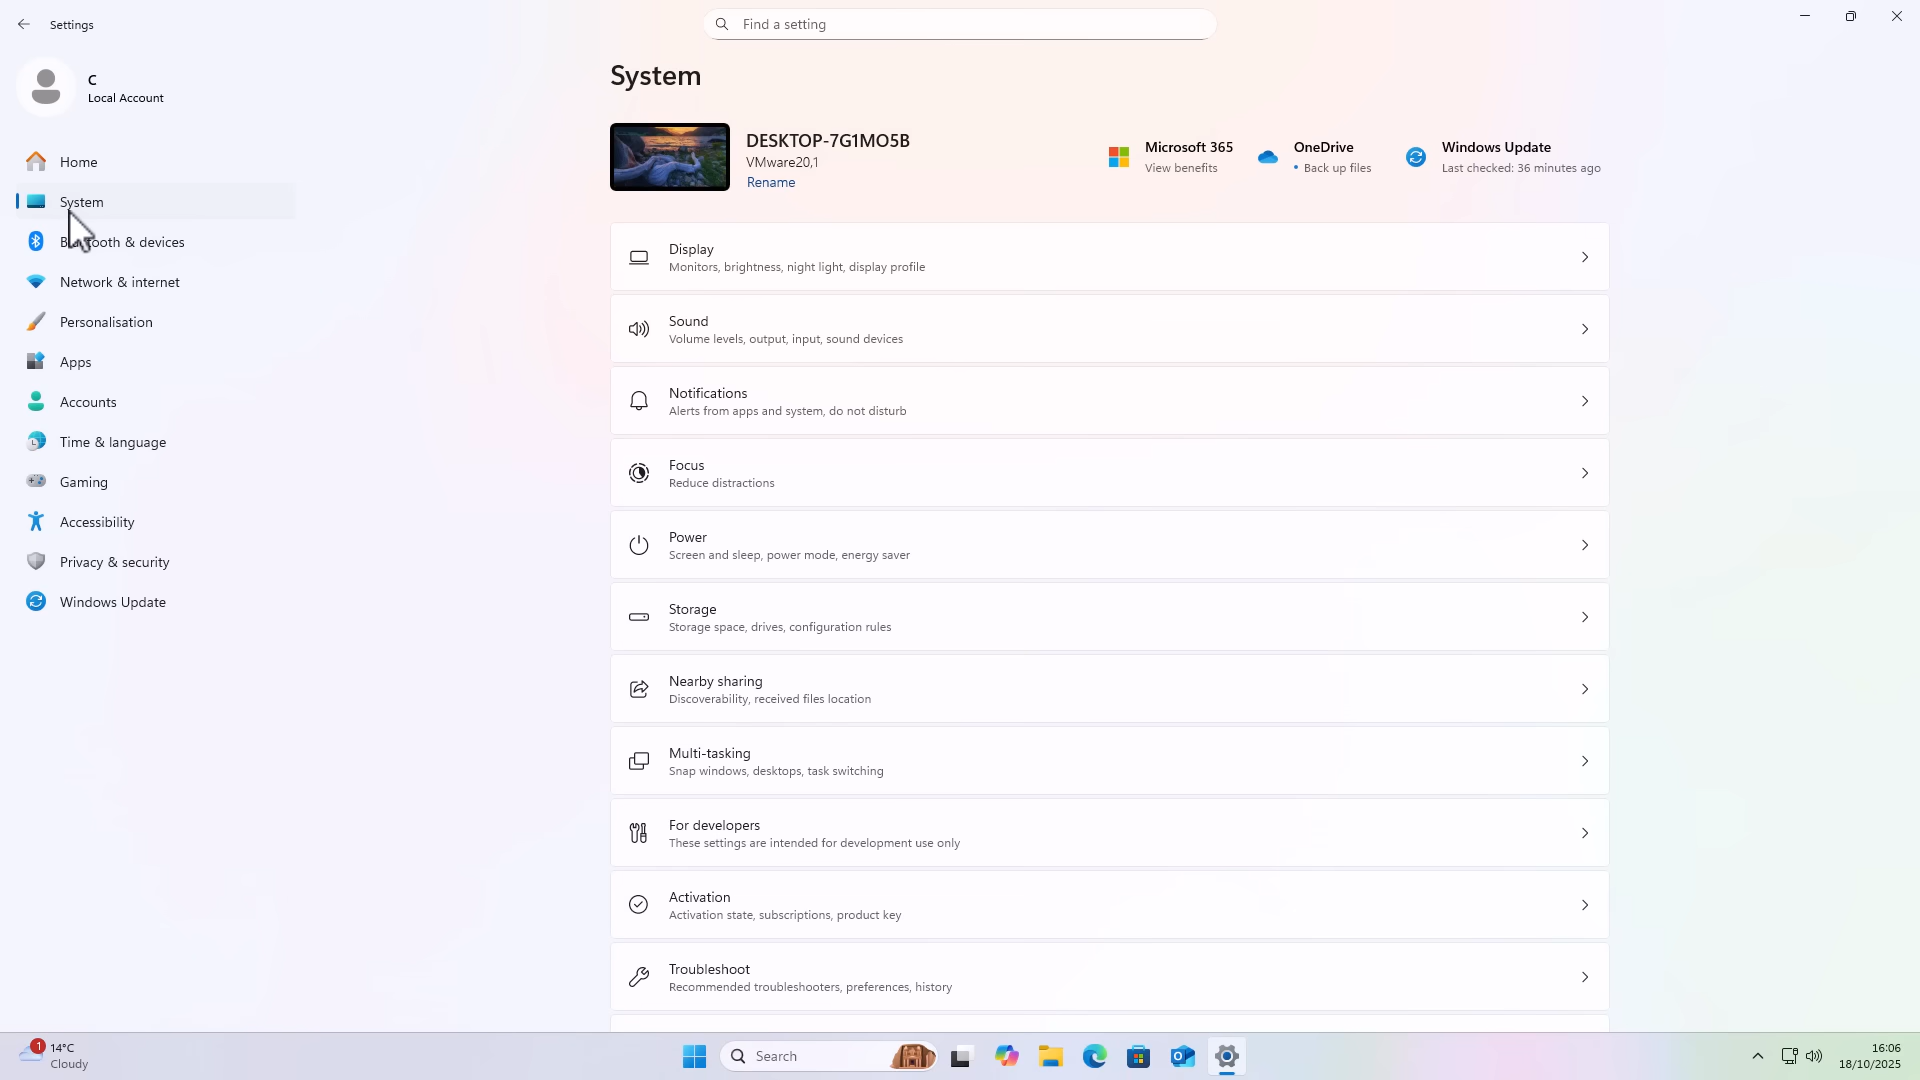 Settings
Find a setting
C
Local Account
Home
System
Bluetooth & devices
Network & internet
Personalisation
Apps
Accounts
Time & language
Gaming
Accessibility
Privacy & security
Windows Update
System
DESKTOP-7G1MO5B
VMware20,1
Rename
Microsoft 365
View benefits
OneDrive
• Back up files
Windows Update
Last checked: 36 minutes ago
Display
Monitors, brightness, night light, display profile
Sound
Volume levels, output, input, sound devices
Notifications
Alerts from apps and system, do not disturb
Focus
Reduce distractions
Power
Screen and sleep, power mode, energy saver
Storage
Storage space, drives, configuration rules
Nearby sharing
Discoverability, received files location
Multi-tasking
Snap windows, desktops, task switching
For developers
These settings are intended for development use only
Activation
Activation state, subscriptions, product key
Troubleshoot
Recommended troubleshooters, preferences, history
1
14°C
Cloudy
Search
16:06
18/10/2025